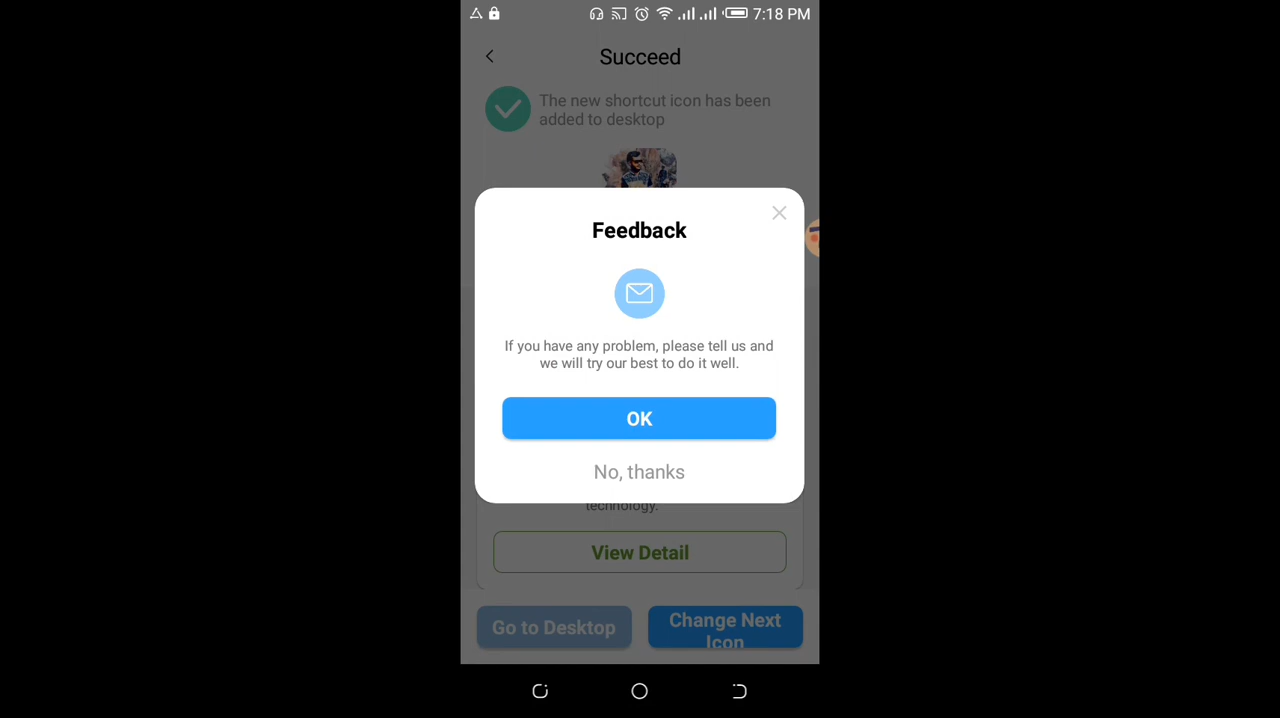 7:18 PM
Succeed
The new shortcut icon has been
added to desktop
Feedback
If you have any problem, please tell us and
we will try our best to do it well.
OK
No, thanks
technology.
View Detail
Go to Desktop
Change Next
Icon